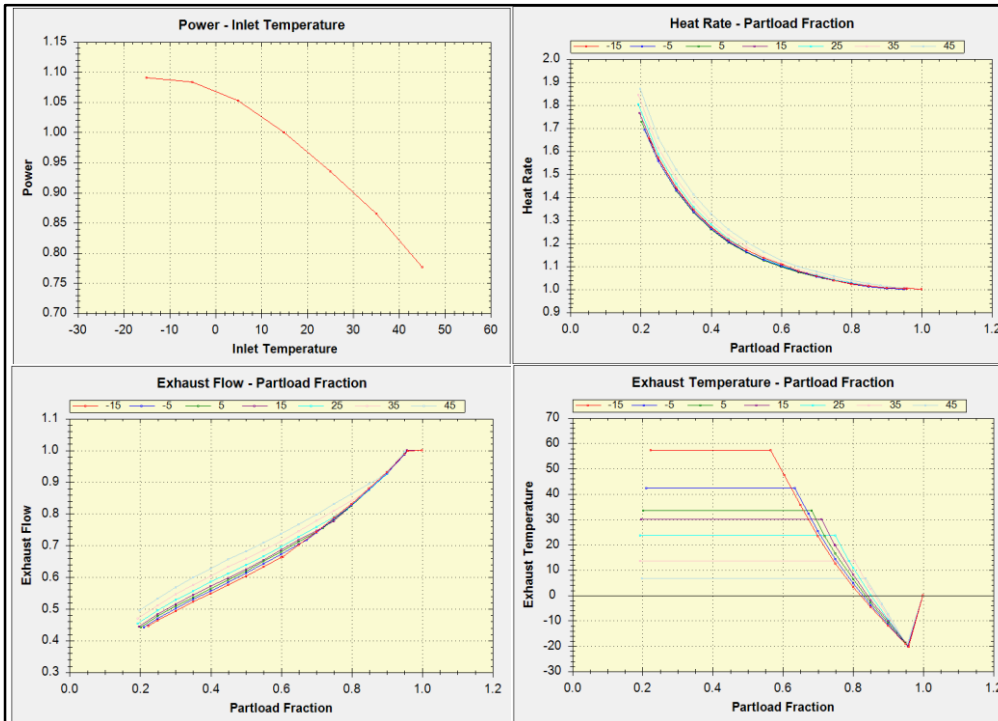 Power - Inlet Temperature
1.15
1.10
1.05
1.00
0.95
0.90
0.85
0.80
0.75
0.70
Power
-30 -20 -10 0 10 20 30 40 50 60
Inlet Temperature
Heat Rate - Partload Fraction
-15 -5 5 15 25 35 45
2.0
1.9
1.8
1.7
1.6
1.5
1.4
1.3
1.2
1.1
1.0
0.9
Heat Rate
0.0 0.2 0.4 0.6 0.8 1.0 1.2
Partload Fraction
Exhaust Flow - Partload Fraction
-15 -5 5 15 25 35 45
1.1
1.0
0.9
0.8
0.7
0.6
0.5
0.4
0.3
Exhaust Flow
0.0 0.2 0.4 0.6 0.8 1.0 1.2
Partload Fraction
Exhaust Temperature - Partload Fraction
-15 -5 5 15 25 35 45
70
60
50
40
30
20
10
0
-10
-20
-30
Exhaust Temperature
0.0 0.2 0.4 0.6 0.8 1.0 1.2
Partload Fraction